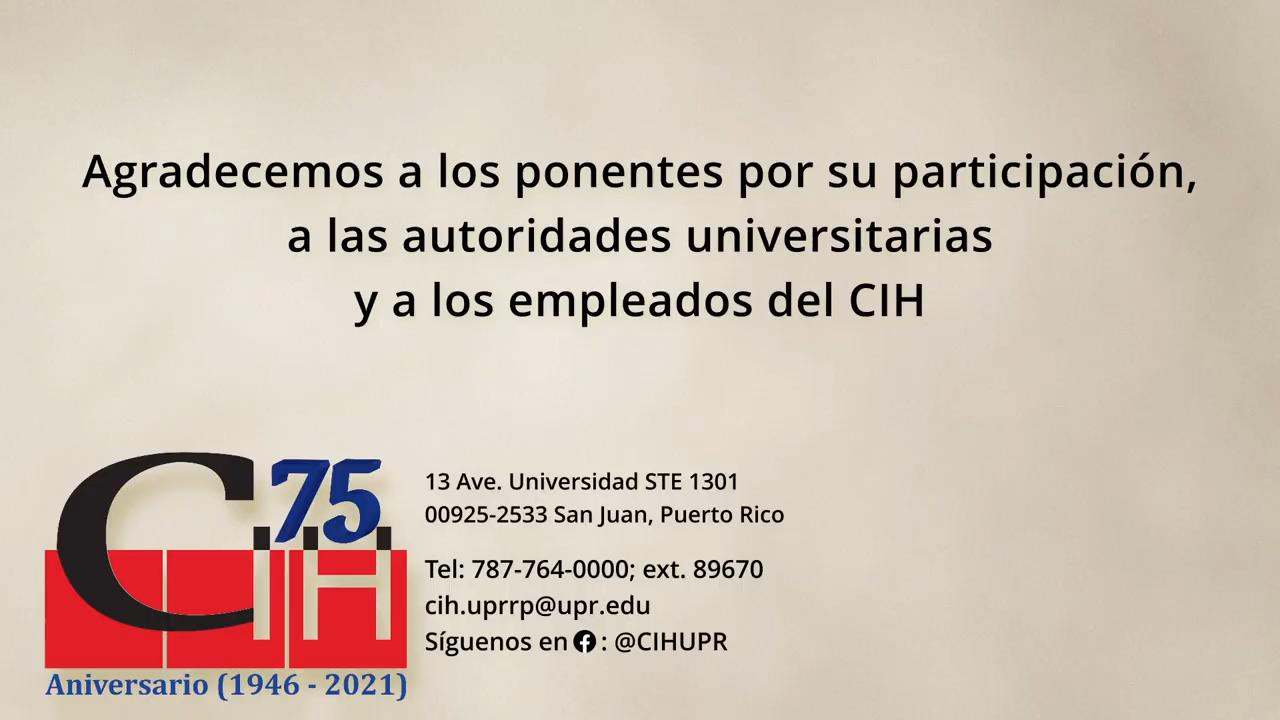 Agradecemos a los ponentes por su participación,
a las autoridades universitarias
y a los empleados del CIH
CIH 75
Aniversario (1946 - 2021)
13 Ave. Universidad STE 1301
00925-2533 San Juan, Puerto Rico
Tel: 787-764-0000; ext. 89670
cih.uprrp@upr.edu
Síguenos en : @CIHUPR